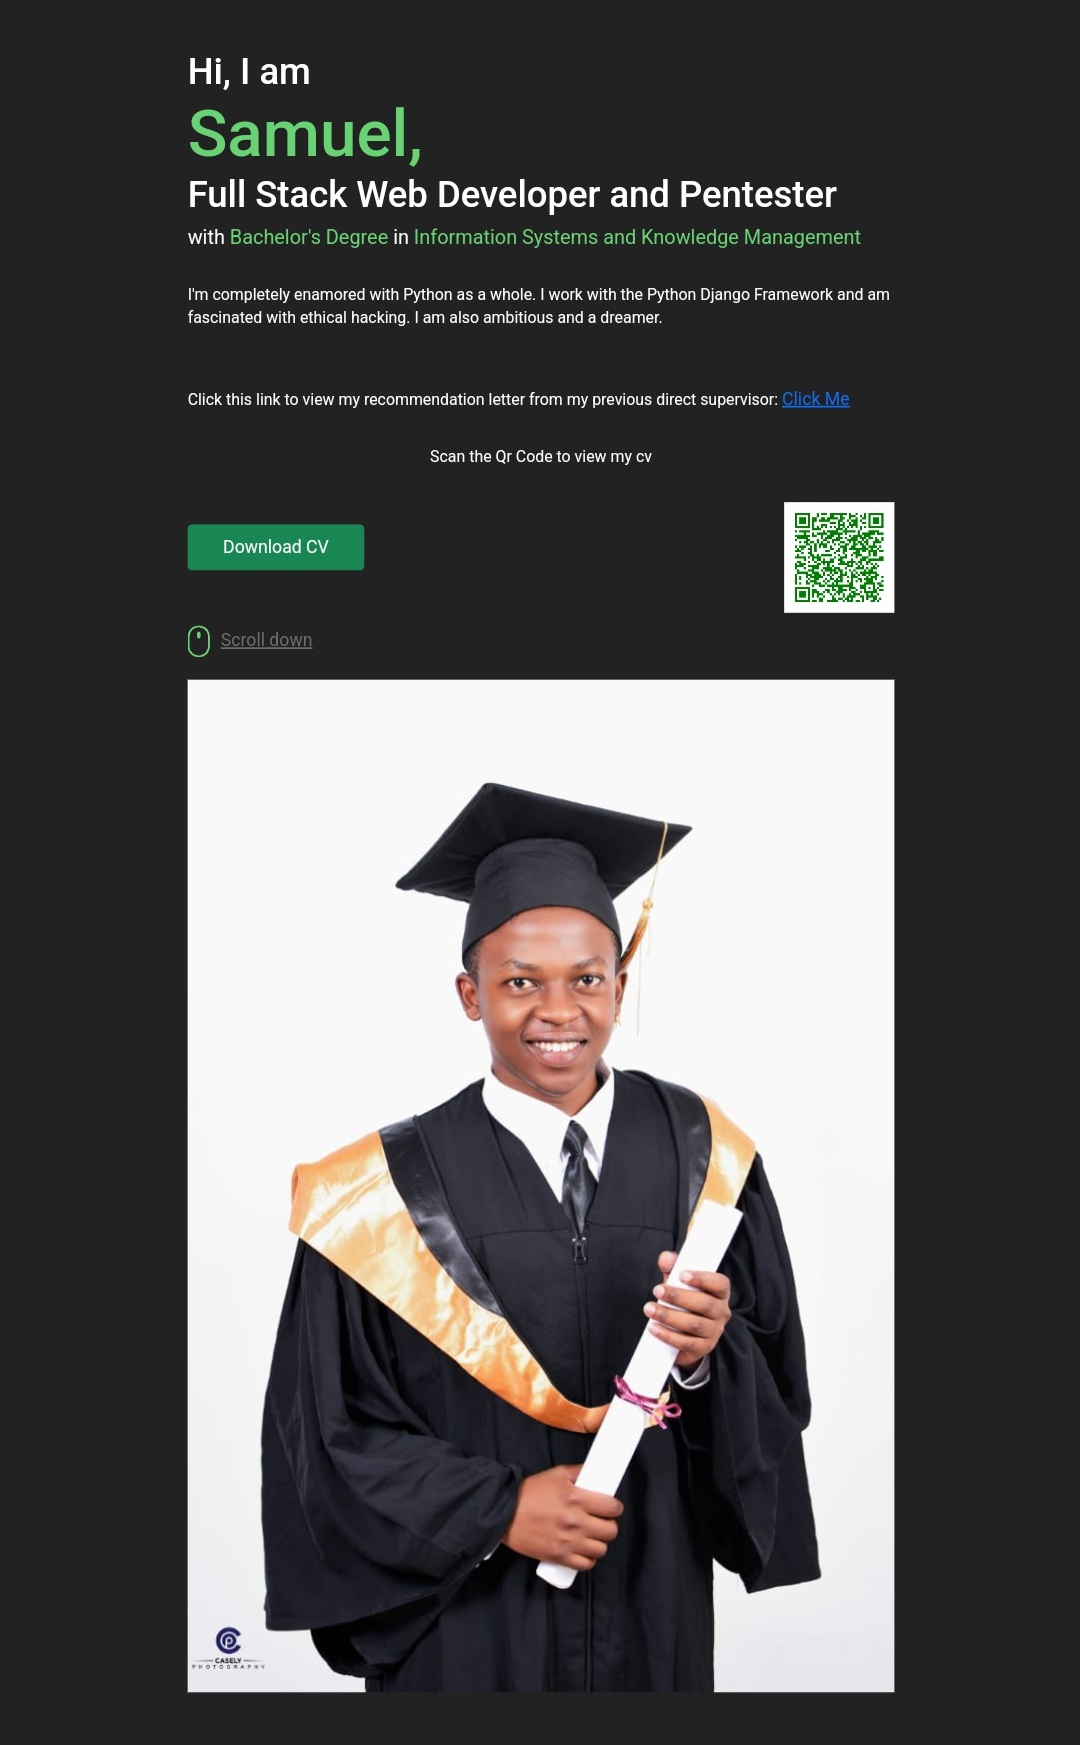 Hi, I am
Samuel,
Full Stack Web Developer and Pentester
with Bachelor's Degree in Information Systems and Knowledge Management
I'm completely enamored with Python as a whole. I work with the Python Django Framework and am
fascinated with ethical hacking. I am also ambitious and a dreamer.
Click this link to view my recommendation letter from my previous direct supervisor: Click Me
Scan the Qr Code to view my cv
Download CV
Scroll down
CASELY
PHOTOGRAPHY